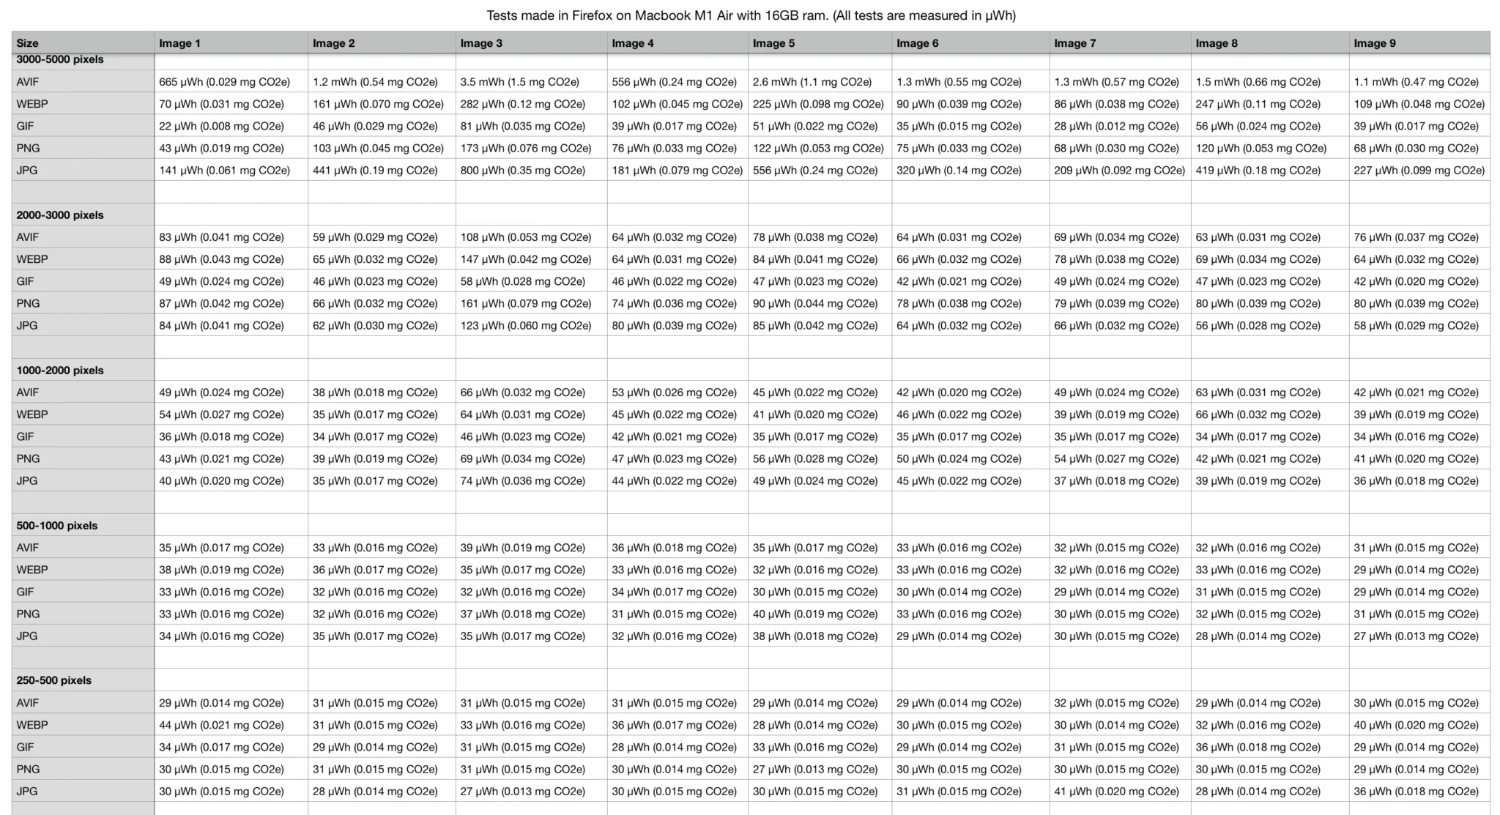 Tests made in Firefox on Macbook M1 Air with 16GB ram. (All tests are measured in µWh)
Size Image 1 Image 2 Image 3 Image 4 Image 5 Image 6 Image 7 Image 8 Image 9
3000-5000 pixels
AVIF 665 µWh (0.029 mg CO2e) 1.2 mWh (0.54 mg CO2e) 3.5 mWh (1.5 mg CO2e) 556 µWh (0.24 mg CO2e) 2.6 mWh (1.1 mg CO2e) 1.3 mWh (0.55 mg CO2e) 1.3 mWh (0.57 mg CO2e) 1.5 mWh (0.66 mg CO2e) 1.1 mWh (0.47 mg CO2e)
WEBP 70 µWh (0.031 mg CO2e) 161 µWh (0.070 mg CO2e) 282 µWh (0.12 mg CO2e) 102 µWh (0.045 mg CO2e) 225 µWh (0.098 mg CO2e) 90 µWh (0.039 mg CO2e) 86 µWh (0.038 mg CO2e) 247 µWh (0.11 mg CO2e) 109 µWh (0.048 mg CO2e)
GIF 22 µWh (0.008 mg CO2e) 46 µWh (0.029 mg CO2e) 81 µWh (0.035 mg CO2e) 39 µWh (0.017 mg CO2e) 51 µWh (0.022 mg CO2e) 35 µWh (0.015 mg CO2e) 28 µWh (0.012 mg CO2e) 56 µWh (0.024 mg CO2e) 39 µWh (0.017 mg CO2e)
PNG 43 µWh (0.019 mg CO2e) 103 µWh (0.045 mg CO2e) 173 µWh (0.076 mg CO2e) 76 µWh (0.033 mg CO2e) 122 µWh (0.053 mg CO2e) 75 µWh (0.033 mg CO2e) 68 µWh (0.030 mg CO2e) 120 µWh (0.053 mg CO2e) 68 µWh (0.030 mg CO2e)
JPG 141 µWh (0.061 mg CO2e) 441 µWh (0.19 mg CO2e) 800 µWh (0.35 mg CO2e) 181 µWh (0.079 mg CO2e) 556 µWh (0.24 mg CO2e) 320 µWh (0.14 mg CO2e) 209 µWh (0.092 mg CO2e) 419 µWh (0.18 mg CO2e) 227 µWh (0.099 mg CO2e)
2000-3000 pixels
AVIF 83 µWh (0.041 mg CO2e) 59 µWh (0.029 mg CO2e) 108 µWh (0.053 mg CO2e) 64 µWh (0.032 mg CO2e) 78 µWh (0.038 mg CO2e) 64 µWh (0.031 mg CO2e) 69 µWh (0.034 mg CO2e) 63 µWh (0.031 mg CO2e) 76 µWh (0.037 mg CO2e)
WEBP 88 µWh (0.043 mg CO2e) 65 µWh (0.032 mg CO2e) 147 µWh (0.042 mg CO2e) 64 µWh (0.031 mg CO2e) 84 µWh (0.041 mg CO2e) 66 µWh (0.032 mg CO2e) 78 µWh (0.038 mg CO2e) 69 µWh (0.034 mg CO2e) 64 µWh (0.032 mg CO2e)
GIF 49 µWh (0.024 mg CO2e) 46 µWh (0.023 mg CO2e) 58 µWh (0.028 mg CO2e) 46 µWh (0.022 mg CO2e) 47 µWh (0.023 mg CO2e) 42 µWh (0.021 mg CO2e) 49 µWh (0.024 mg CO2e) 47 µWh (0.023 mg CO2e) 42 µWh (0.020 mg CO2e)
PNG 87 µWh (0.042 mg CO2e) 66 µWh (0.032 mg CO2e) 161 µWh (0.079 mg CO2e) 74 µWh (0.036 mg CO2e) 90 µWh (0.044 mg CO2e) 78 µWh (0.038 mg CO2e) 79 µWh (0.039 mg CO2e) 80 µWh (0.039 mg CO2e) 80 µWh (0.039 mg CO2e)
JPG 84 µWh (0.041 mg CO2e) 62 µWh (0.030 mg CO2e) 123 µWh (0.060 mg CO2e) 80 µWh (0.039 mg CO2e) 85 µWh (0.042 mg CO2e) 64 µWh (0.032 mg CO2e) 66 µWh (0.032 mg CO2e) 56 µWh (0.028 mg CO2e) 58 µWh (0.029 mg CO2e)
1000-2000 pixels
AVIF 49 µWh (0.024 mg CO2e) 38 µWh (0.018 mg CO2e) 66 µWh (0.032 mg CO2e) 53 µWh (0.026 mg CO2e) 45 µWh (0.022 mg CO2e) 42 µWh (0.020 mg CO2e) 49 µWh (0.024 mg CO2e) 63 µWh (0.031 mg CO2e) 42 µWh (0.021 mg CO2e)
WEBP 54 µWh (0.027 mg CO2e) 35 µWh (0.017 mg CO2e) 64 µWh (0.031 mg CO2e) 45 µWh (0.022 mg CO2e) 41 µWh (0.020 mg CO2e) 46 µWh (0.022 mg CO2e) 39 µWh (0.019 mg CO2e) 66 µWh (0.032 mg CO2e) 39 µWh (0.019 mg CO2e)
GIF 36 µWh (0.018 mg CO2e) 34 µWh (0.017 mg CO2e) 46 µWh (0.023 mg CO2e) 42 µWh (0.021 mg CO2e) 35 µWh (0.017 mg CO2e) 35 µWh (0.017 mg CO2e) 35 µWh (0.017 mg CO2e) 34 µWh (0.017 mg CO2e) 34 µWh (0.016 mg CO2e)
PNG 43 µWh (0.021 mg CO2e) 39 µWh (0.019 mg CO2e) 69 µWh (0.034 mg CO2e) 47 µWh (0.023 mg CO2e) 56 µWh (0.028 mg CO2e) 50 µWh (0.024 mg CO2e) 54 µWh (0.027 mg CO2e) 42 µWh (0.021 mg CO2e) 41 µWh (0.020 mg CO2e)
JPG 40 µWh (0.020 mg CO2e) 35 µWh (0.017 mg CO2e) 74 µWh (0.036 mg CO2e) 44 µWh (0.022 mg CO2e) 49 µWh (0.024 mg CO2e) 45 µWh (0.022 mg CO2e) 37 µWh (0.018 mg CO2e) 39 µWh (0.019 mg CO2e) 36 µWh (0.018 mg CO2e)
500-1000 pixels
AVIF 35 µWh (0.017 mg CO2e) 33 µWh (0.016 mg CO2e) 39 µWh (0.019 mg CO2e) 36 µWh (0.018 mg CO2e) 35 µWh (0.017 mg CO2e) 33 µWh (0.016 mg CO2e) 32 µWh (0.015 mg CO2e) 32 µWh (0.016 mg CO2e) 31 µWh (0.015 mg CO2e)
WEBP 38 µWh (0.019 mg CO2e) 36 µWh (0.017 mg CO2e) 35 µWh (0.017 mg CO2e) 33 µWh (0.016 mg CO2e) 32 µWh (0.016 mg CO2e) 33 µWh (0.016 mg CO2e) 32 µWh (0.016 mg CO2e) 33 µWh (0.016 mg CO2e) 29 µWh (0.014 mg CO2e)
GIF 33 µWh (0.016 mg CO2e) 32 µWh (0.016 mg CO2e) 32 µWh (0.016 mg CO2e) 34 µWh (0.017 mg CO2e) 30 µWh (0.015 mg CO2e) 30 µWh (0.014 mg CO2e) 29 µWh (0.014 mg CO2e) 31 µWh (0.015 mg CO2e) 29 µWh (0.014 mg CO2e)
PNG 33 µWh (0.016 mg CO2e) 32 µWh (0.016 mg CO2e) 37 µWh (0.018 mg CO2e) 31 µWh (0.015 mg CO2e) 40 µWh (0.019 mg CO2e) 33 µWh (0.016 mg CO2e) 30 µWh (0.015 mg CO2e) 32 µWh (0.015 mg CO2e) 31 µWh (0.015 mg CO2e)
JPG 34 µWh (0.016 mg CO2e) 35 µWh (0.017 mg CO2e) 35 µWh (0.017 mg CO2e) 32 µWh (0.016 mg CO2e) 38 µWh (0.018 mg CO2e) 29 µWh (0.014 mg CO2e) 30 µWh (0.015 mg CO2e) 28 µWh (0.014 mg CO2e) 27 µWh (0.013 mg CO2e)
250-500 pixels
AVIF 29 µWh (0.014 mg CO2e) 31 µWh (0.015 mg CO2e) 31 µWh (0.015 mg CO2e) 31 µWh (0.015 mg CO2e) 29 µWh (0.014 mg CO2e) 29 µWh (0.014 mg CO2e) 32 µWh (0.015 mg CO2e) 29 µWh (0.014 mg CO2e) 30 µWh (0.015 mg CO2e)
WEBP 44 µWh (0.021 mg CO2e) 31 µWh (0.015 mg CO2e) 33 µWh (0.016 mg CO2e) 36 µWh (0.017 mg CO2e) 28 µWh (0.014 mg CO2e) 30 µWh (0.015 mg CO2e) 30 µWh (0.014 mg CO2e) 32 µWh (0.016 mg CO2e) 40 µWh (0.020 mg CO2e)
GIF 34 µWh (0.017 mg CO2e) 29 µWh (0.014 mg CO2e) 31 µWh (0.015 mg CO2e) 28 µWh (0.014 mg CO2e) 33 µWh (0.016 mg CO2e) 29 µWh (0.014 mg CO2e) 31 µWh (0.015 mg CO2e) 36 µWh (0.018 mg CO2e) 29 µWh (0.014 mg CO2e)
PNG 30 µWh (0.015 mg CO2e) 31 µWh (0.015 mg CO2e) 31 µWh (0.015 mg CO2e) 30 µWh (0.014 mg CO2e) 27 µWh (0.013 mg CO2e) 30 µWh (0.015 mg CO2e) 30 µWh (0.015 mg CO2e) 30 µWh (0.015 mg CO2e) 29 µWh (0.014 mg CO2e)
JPG 30 µWh (0.015 mg CO2e) 28 µWh (0.014 mg CO2e) 27 µWh (0.013 mg CO2e) 30 µWh (0.015 mg CO2e) 30 µWh (0.015 mg CO2e) 31 µWh (0.015 mg CO2e) 41 µWh (0.020 mg CO2e) 28 µWh (0.014 mg CO2e) 36 µWh (0.018 mg CO2e)